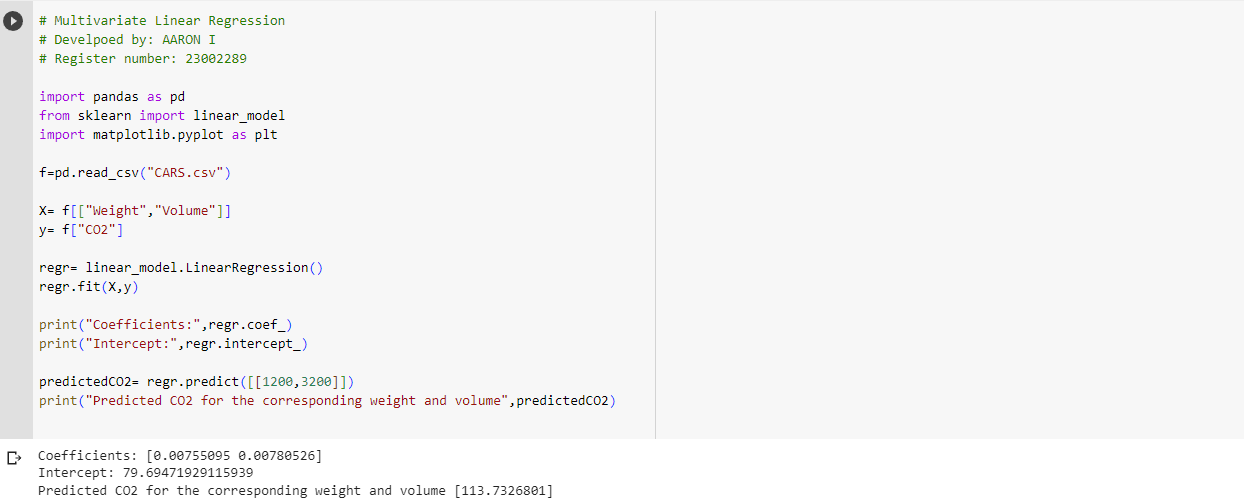 # Multivariate Linear Regression
# Develpoed by: AARON I
# Register number: 23002289
import pandas as pd
from sklearn import linear_model
import matplotlib.pyplot as plt
f=pd.read_csv("CARS.csv")
X= f[["Weight","Volume"]]
y= f["CO2"]
regr= linear_model.LinearRegression()
regr.fit(X,y)
print("Coefficients:",regr.coef_)
print("Intercept:",regr.intercept_)
predictedCO2= regr.predict([[1200,3200]])
print("Predicted CO2 for the corresponding weight and volume",predictedCO2)
Coefficients: [0.00755095 0.00780526]
Intercept: 79.69471929115939
Predicted CO2 for the corresponding weight and volume [113.7326801]